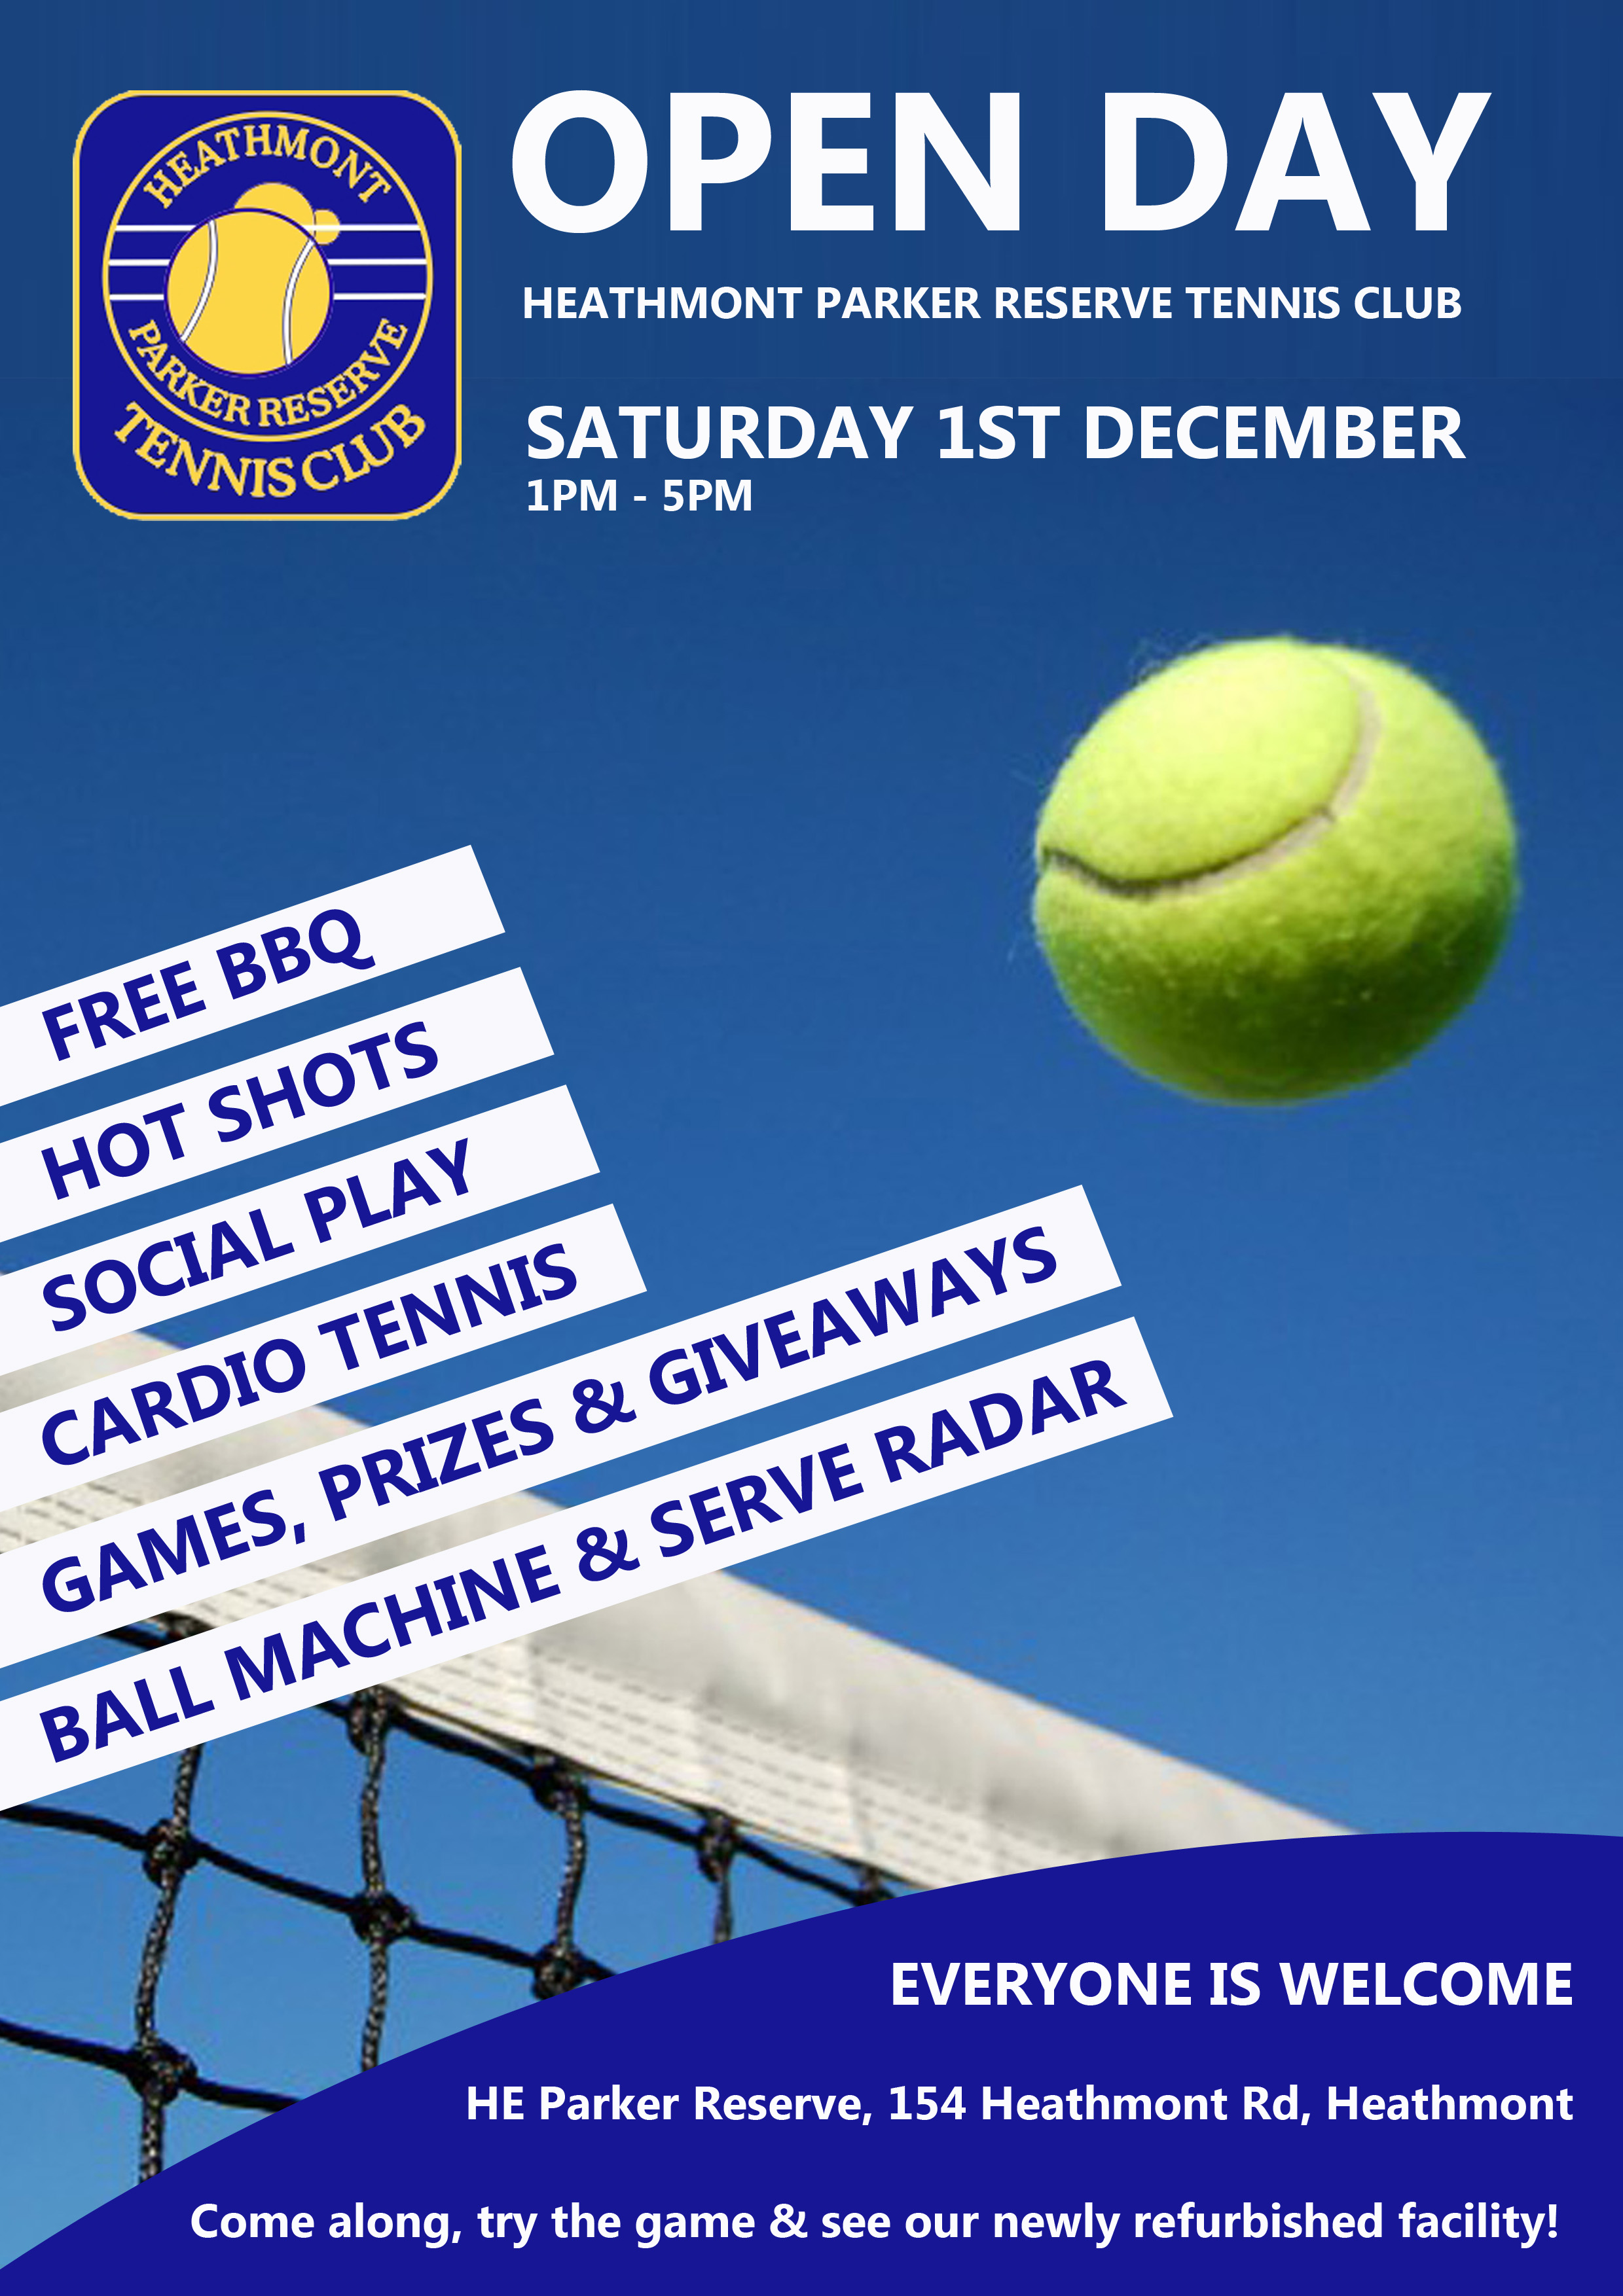 HEATHMONT
PARKER RESERVE
TENNIS CLUB
OPEN DAY
HEATHMONT PARKER RESERVE TENNIS CLUB
SATURDAY 1ST DECEMBER
1PM - 5PM
FREE BBQ
HOT SHOTS
SOCIAL PLAY
CARDIO TENNIS
GAMES, PRIZES & GIVEAWAYS
BALL MACHINE & SERVE RADAR
EVERYONE IS WELCOME
HE Parker Reserve, 154 Heathmont Rd, Heathmont
Come along, try the game & see our newly refurbished facility!